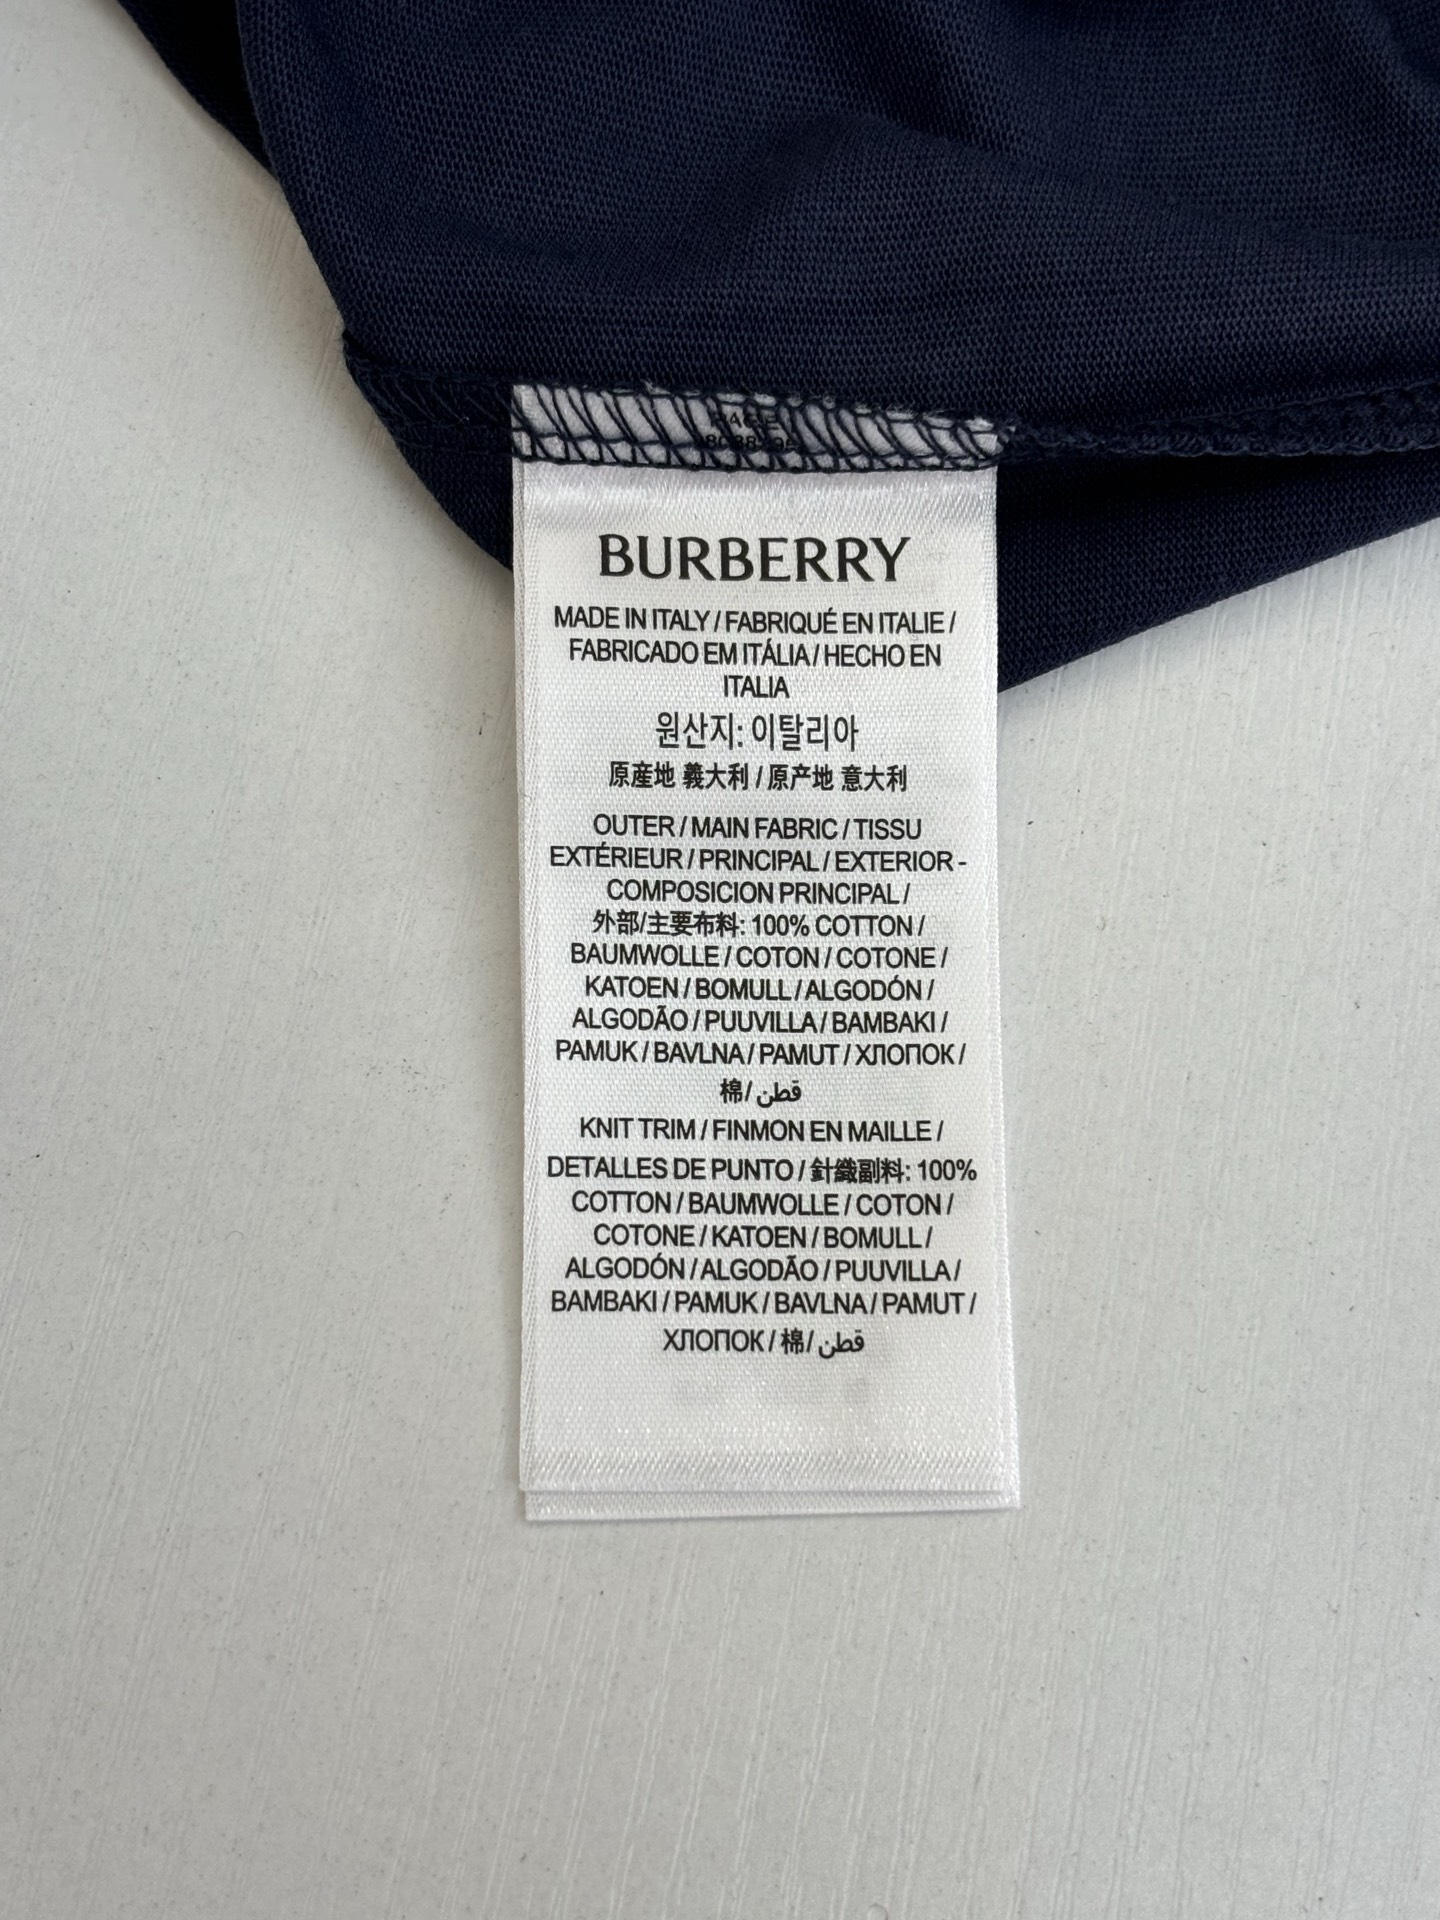 BURBERRY
MADE IN ITALY / FABRIQUÉ EN ITALIE /
FABRICADO EM ITÁLIA / HECHO EN
ITALIA
원산지: 이탈리아
原産地 義大利 / 原产地 意大利
OUTER / MAIN FABRIC / TISSU
EXTÉRIEUR / PRINCIPAL / EXTERIOR -
COMPOSICION PRINCIPAL /
外部/主要布料: 100% COTTON /
BAUMWOLLE / COTON / COTONE /
KATOEN / BOMULL / ALGODÓN /
ALGODÃO / PUUVILLA / BAMBAKI /
PAMUK / BAVLNA / PAMUT / ХЛОПОК /
棉/ قطن
KNIT TRIM / FINMON EN MAILLE /
DETALLES DE PUNTO / 針織副料: 100%
COTTON / BAUMWOLLE / COTON /
COTONE / KATOEN / BOMULL /
ALGODÓN / ALGODÃO / PUUVILLA /
BAMBAKI / PAMUK / BAVLNA / PAMUT /
ХЛОПОК / 棉/ قطن